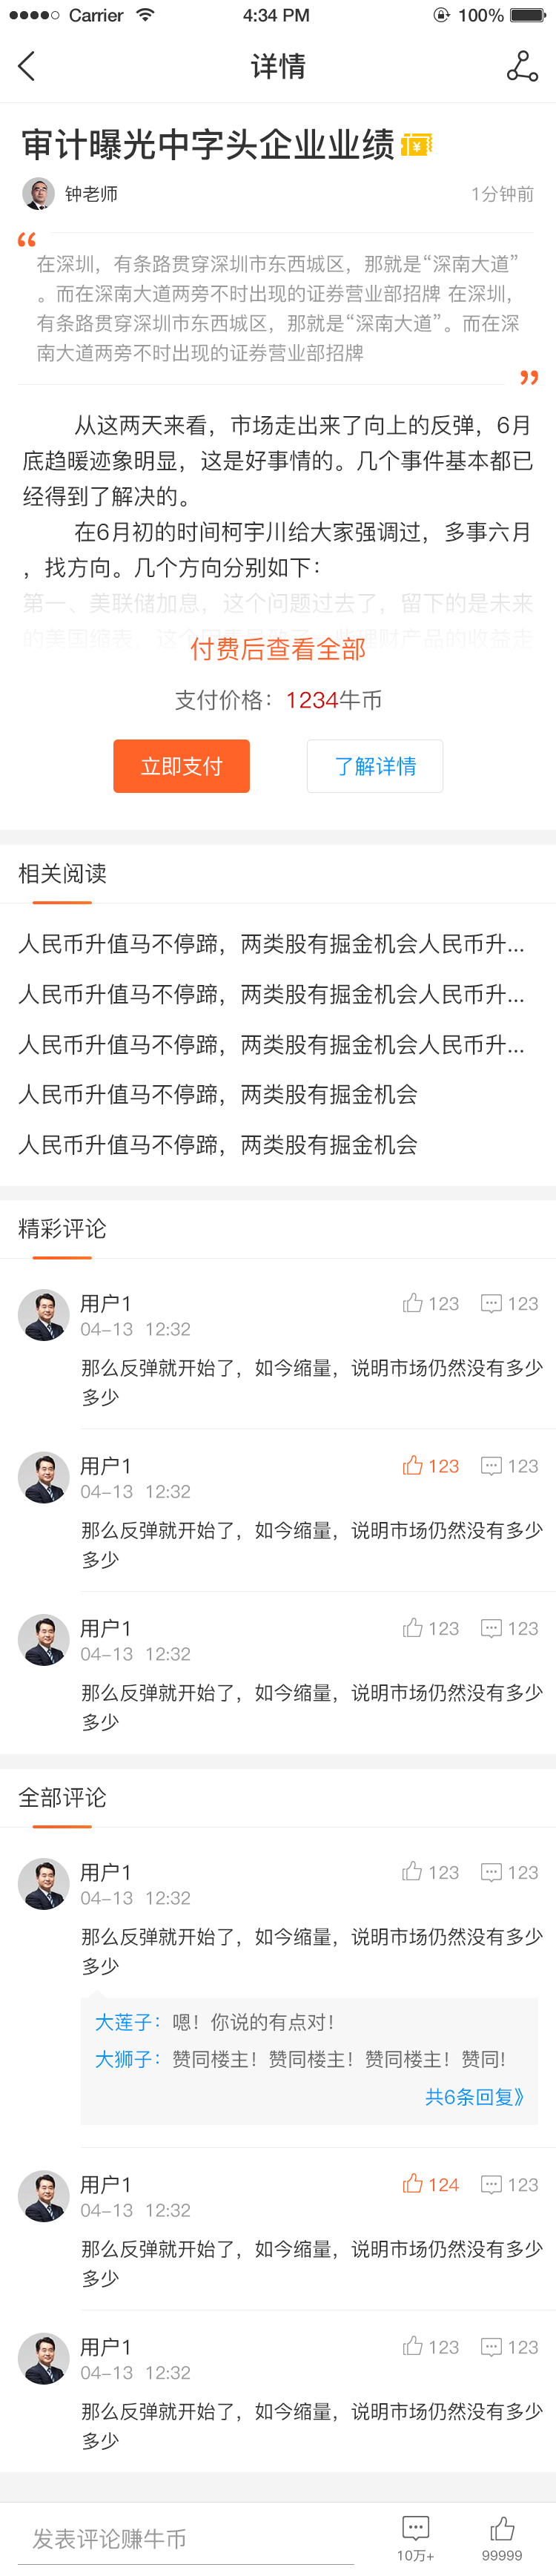 Carrier 4:34 PM 100%
详情
审计曝光中字头企业业绩
钟老师 1分钟前
“
在深圳，有条路贯穿深圳市东西城区，那就是“深南大道”
。而在深南大道两旁不时出现的证券营业部招牌 在深圳，
有条路贯穿深圳市东西城区，那就是“深南大道”。而在深
南大道两旁不时出现的证券营业部招牌
”
从这两天来看，市场走出来了向上的反弹，6月
底趋暖迹象明显，这是好事情的。几个事件基本都已
经得到了解决的。
在6月初的时间柯宇川给大家强调过，多事六月
，找方向。几个方向分别如下：
第一、美联储加息，这个问题过去了，留下的是未来
付费后查看全部
支付价格：1234牛币
立即支付 了解详情
相关阅读
人民币升值马不停蹄，两类股有掘金机会人民币升...
人民币升值马不停蹄，两类股有掘金机会人民币升...
人民币升值马不停蹄，两类股有掘金机会人民币升...
人民币升值马不停蹄，两类股有掘金机会
人民币升值马不停蹄，两类股有掘金机会
精彩评论
用户1 123 123
04-13 12:32
那么反弹就开始了，如今缩量，说明市场仍然没有多少
多少
用户1 123 123
04-13 12:32
那么反弹就开始了，如今缩量，说明市场仍然没有多少
多少
用户1 123 123
04-13 12:32
那么反弹就开始了，如今缩量，说明市场仍然没有多少
多少
全部评论
用户1 123 123
04-13 12:32
那么反弹就开始了，如今缩量，说明市场仍然没有多少
多少
大莲子：嗯！你说的有点对！
大狮子：赞同楼主！赞同楼主！赞同楼主！赞同!
共6条回复》
用户1 124 123
04-13 12:32
那么反弹就开始了，如今缩量，说明市场仍然没有多少
多少
用户1 123 123
04-13 12:32
那么反弹就开始了，如今缩量，说明市场仍然没有多少
多少
发表评论赚牛币 10万+ 99999